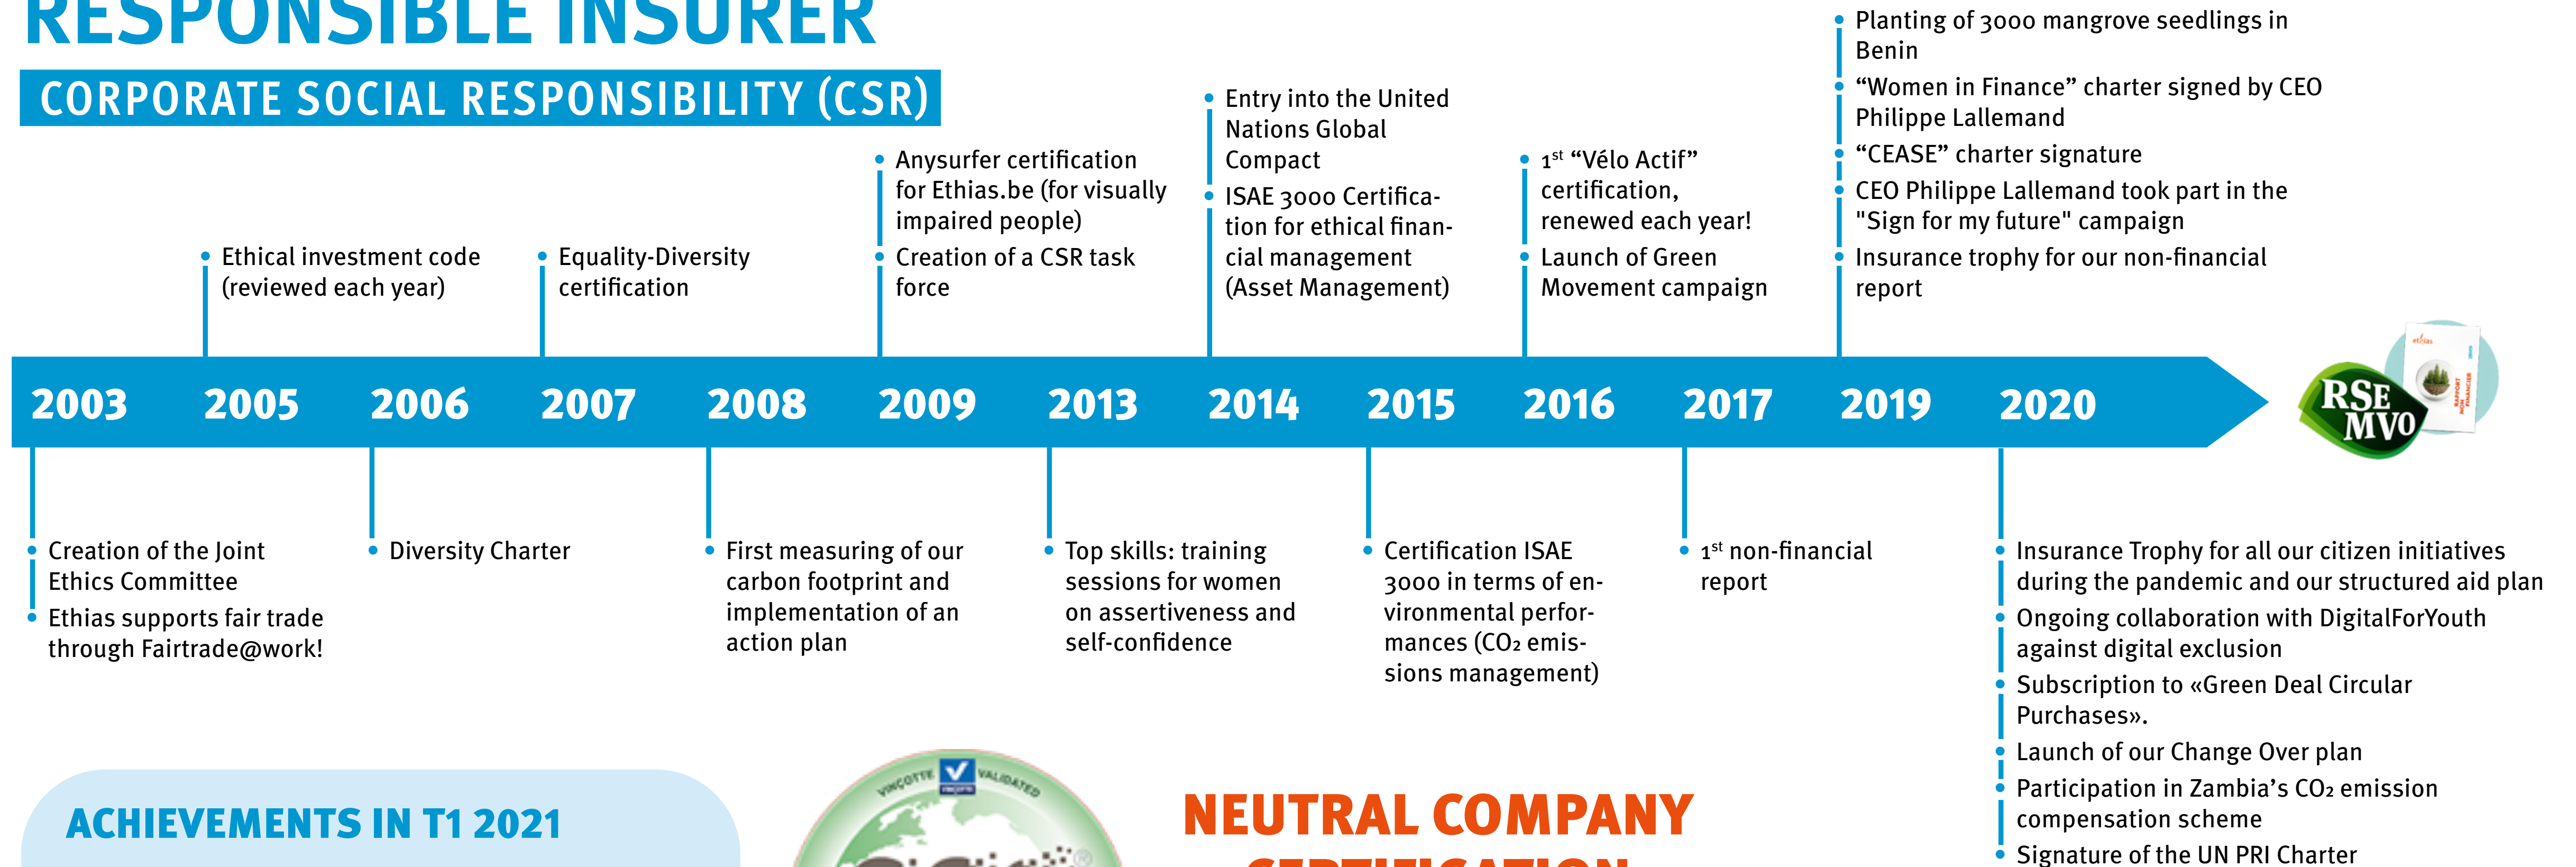 RESPONSIBLE INSURER
CORPORATE SOCIAL RESPONSIBILITY (CSR)
• Ethical investment code
(reviewed each year)
• Equality-Diversity
certification
• Anysurfer certification
for Ethias.be (for visually
impaired people)
• Creation of a CSR task
force
• Entry into the United
Nations Global
Compact
• ISAE 3000 Certifica-
tion for ethical finan-
cial management
(Asset Management)
• 1st “Vélo Actif”
certification,
renewed each year!
• Launch of Green
Movement campaign
• Planting of 3000 mangrove seedlings in
Benin
• “Women in Finance” charter signed by CEO
Philippe Lallemand
• “CEASE” charter signature
• CEO Philippe Lallemand took part in the
"Sign for my future" campaign
• Insurance trophy for our non-financial
report
2003 2005 2006 2007 2008 2009 2013 2014 2015 2016 2017 2019 2020
RSE
MVO
ethias
RAPPORT
NON
FINANCIER
• Creation of the Joint
Ethics Committee
• Ethias supports fair trade
through Fairtrade@work!
• Diversity Charter
• First measuring of our
carbon footprint and
implementation of an
action plan
• Top skills: training
sessions for women
on assertiveness and
self-confidence
• Certification ISAE
3000 in terms of en-
vironmental perfor-
mances (CO₂ emis-
sions management)
• 1st non-financial
report
• Insurance Trophy for all our citizen initiatives
during the pandemic and our structured aid plan
• Ongoing collaboration with DigitalForYouth
against digital exclusion
• Subscription to «Green Deal Circular
Purchases».
• Launch of our Change Over plan
• Participation in Zambia’s CO₂ emission
compensation scheme
• Signature of the UN PRI Charter
ACHIEVEMENTS IN T1 2021
VINÇOTTE VALIDATED
VINÇOTTE
NEUTRAL COMPANY
CERTIFICATION